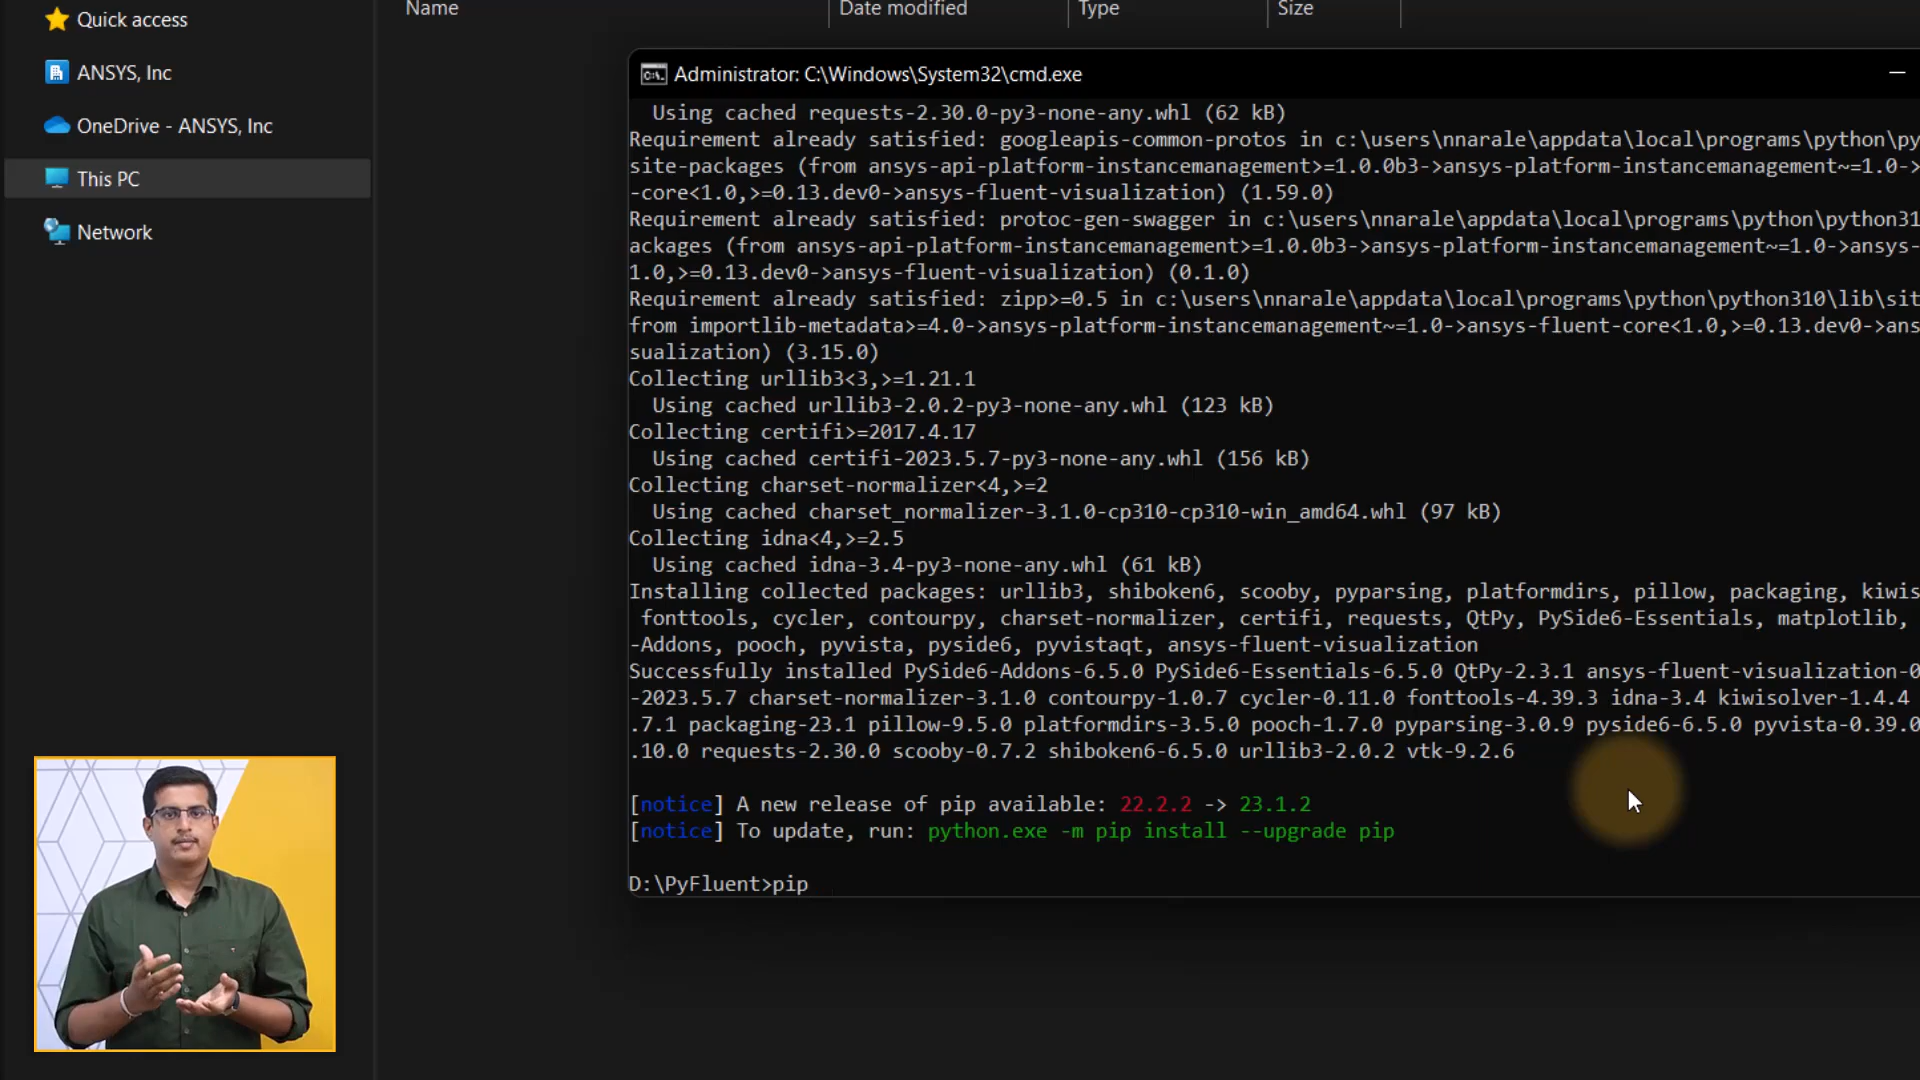 Quick access
ANSYS, Inc
OneDrive - ANSYS, Inc
This PC
Network
Name
Date modified
Type
Size
Administrator: C:\Windows\System32\cmd.exe
Using cached requests-2.30.0-py3-none-any.whl (62 kB)
Requirement already satisfied: googleapis-common-protos in c:\users\nnarale\appdata\local\programs\python\py
site-packages (from ansys-api-platform-instancemanagement>=1.0.0b3->ansys-platform-instancemanagement~=1.0->
-core<1.0,>=0.13.dev0->ansys-fluent-visualization) (1.59.0)
Requirement already satisfied: protoc-gen-swagger in c:\users\nnarale\appdata\local\programs\python\python31
ackages (from ansys-api-platform-instancemanagement>=1.0.0b3->ansys-platform-instancemanagement~=1.0->ansys-
1.0,>=0.13.dev0->ansys-fluent-visualization) (0.1.0)
Requirement already satisfied: zipp>=0.5 in c:\users\nnarale\appdata\local\programs\python\python310\lib\sit
from importlib-metadata>=4.0->ansys-platform-instancemanagement~=1.0->ansys-fluent-core<1.0,>=0.13.dev0->ans
sualization) (3.15.0)
Collecting urllib3<3,>=1.21.1
Using cached urllib3-2.0.2-py3-none-any.whl (123 kB)
Collecting certifi>=2017.4.17
Using cached certifi-2023.5.7-py3-none-any.whl (156 kB)
Collecting charset-normalizer<4,>=2
Using cached charset_normalizer-3.1.0-cp310-cp310-win_amd64.whl (97 kB)
Collecting idna<4,>=2.5
Using cached idna-3.4-py3-none-any.whl (61 kB)
Installing collected packages: urllib3, shiboken6, scooby, pyparsing, platformdirs, pillow, packaging, kiwis
fonttools, cycler, contourpy, charset-normalizer, certifi, requests, QtPy, PySide6-Essentials, matplotlib,
-Addons, pooch, pyvista, pyside6, pyvistaqt, ansys-fluent-visualization
Successfully installed PySide6-Addons-6.5.0 PySide6-Essentials-6.5.0 QtPy-2.3.1 ansys-fluent-visualization-0
-2023.5.7 charset-normalizer-3.1.0 contourpy-1.0.7 cycler-0.11.0 fonttools-4.39.3 idna-3.4 kiwisolver-1.4.4
.7.1 packaging-23.1 pillow-9.5.0 platformdirs-3.5.0 pooch-1.7.0 pyparsing-3.0.9 pyside6-6.5.0 pyvista-0.39.0
.10.0 requests-2.30.0 scooby-0.7.2 shiboken6-6.5.0 urllib3-2.0.2 vtk-9.2.6
[notice] A new release of pip available: 22.2.2 -> 23.1.2
[notice] To update, run: python.exe -m pip install --upgrade pip
D:\PyFluent>pip